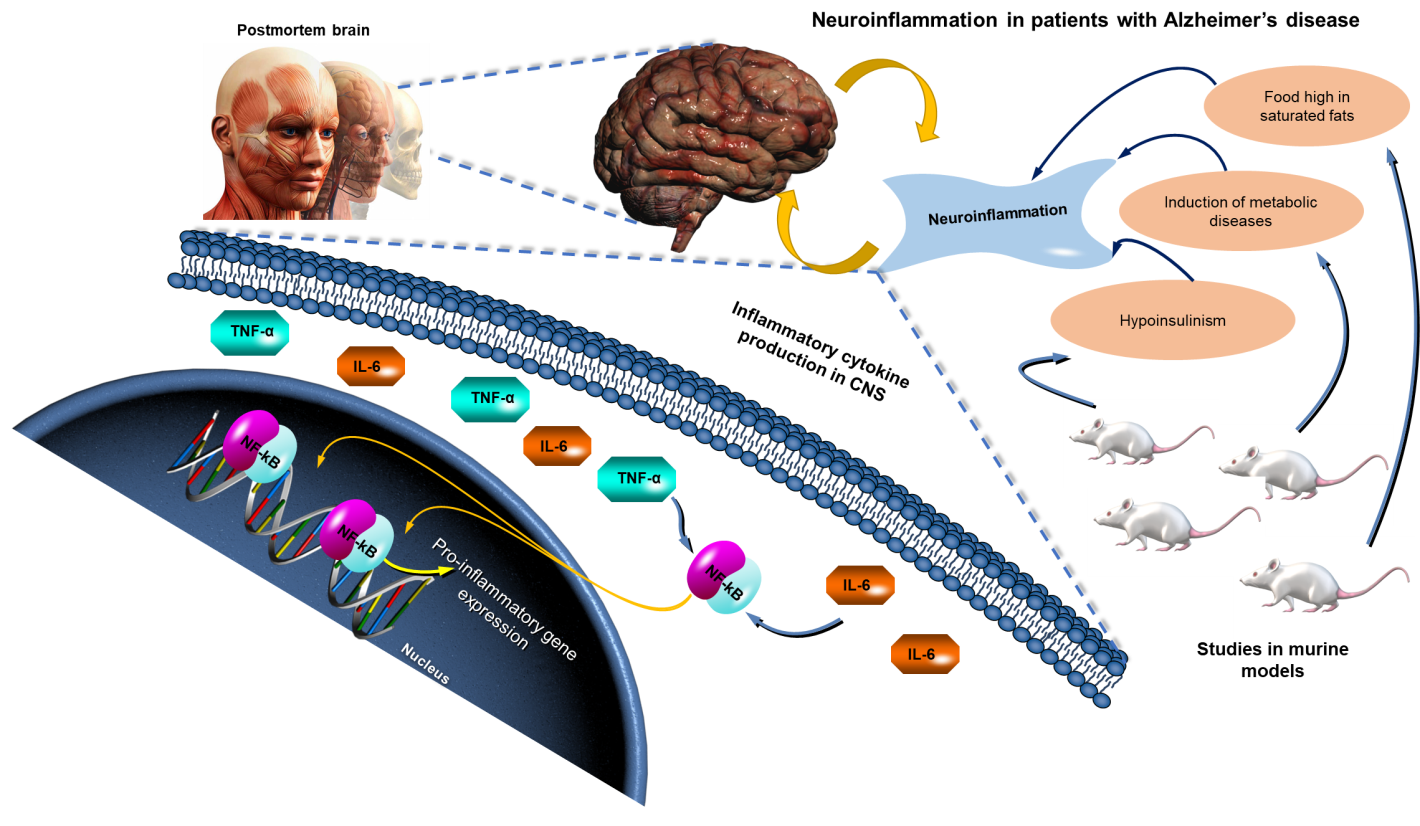 Neuroinflammation in patients with Alzheimer’s disease
Postmortem brain
Food high in
saturated fats
Induction of metabolic
diseases
Neuroinflammation
Hypoinsulinism
Inflammatory cytokine
production in CNS
TNF-α
IL-6
TNF-α
IL-6
TNF-α
NF-kB
NF-kB
NF-kB
IL-6
IL-6
Pro-inflammatory gene
expression
Nucleus
Studies in murine
models